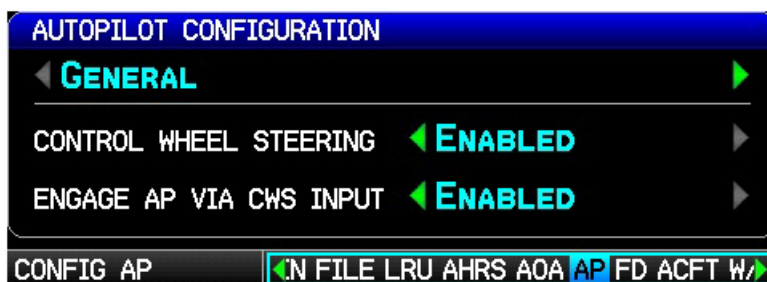 AUTOPILOT CONFIGURATION
GENERAL
CONTROL WHEEL STEERING ENABLED
ENGAGE AP VIA CWS INPUT ENABLED
CONFIG AP FILE LRU AHRS AOA AP FD ACFT